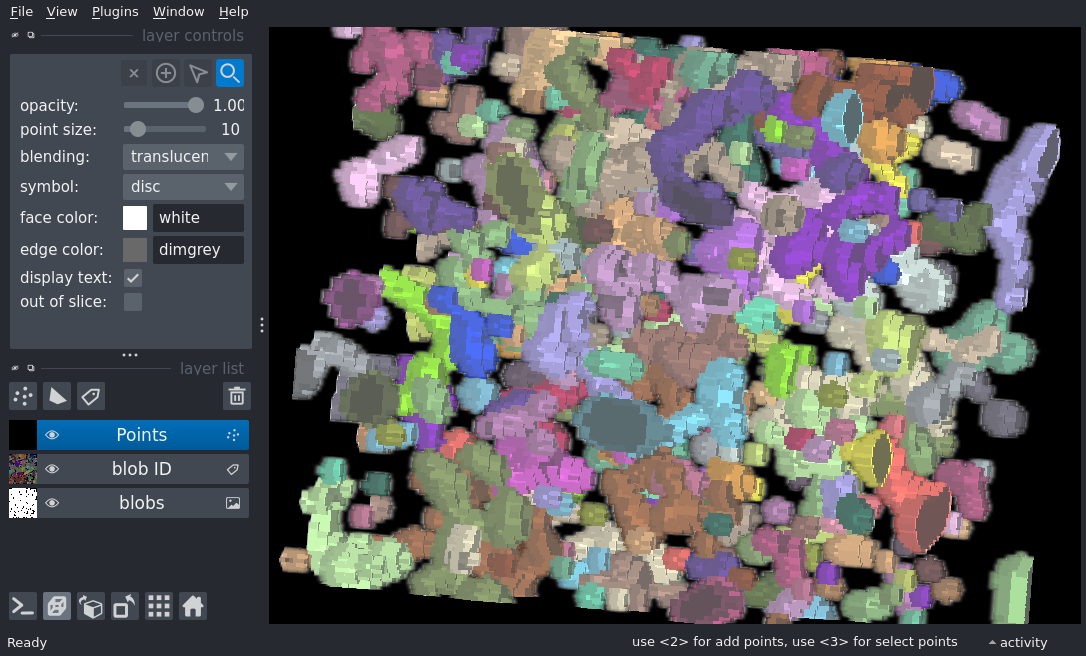 File View Plugins Window Help
layer controls
opacity: 1.00
point size: 10
blending: translucen
symbol: disc
face color: white
edge color: dimgrey
display text:
out of slice:
layer list
Points
blob ID
blobs
Ready
use <2> for add points, use <3> for select points
activity